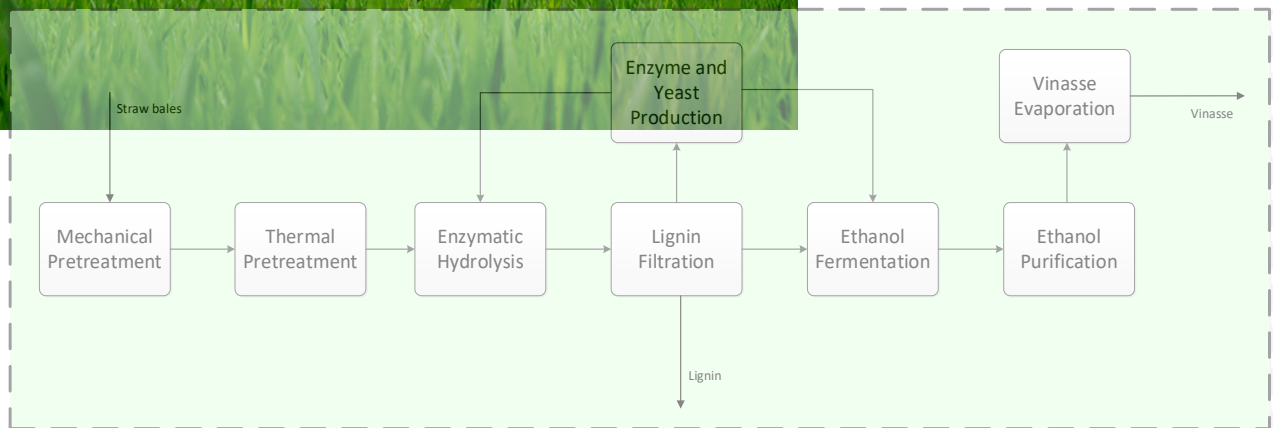 Enzyme and
Yeast
Production
Vinasse
Evaporation
Straw bales
Vinasse
Mechanical
Pretreatment
Thermal
Pretreatment
Enzymatic
Hydrolysis
Lignin
Filtration
Ethanol
Fermentation
Ethanol
Purification
Lignin